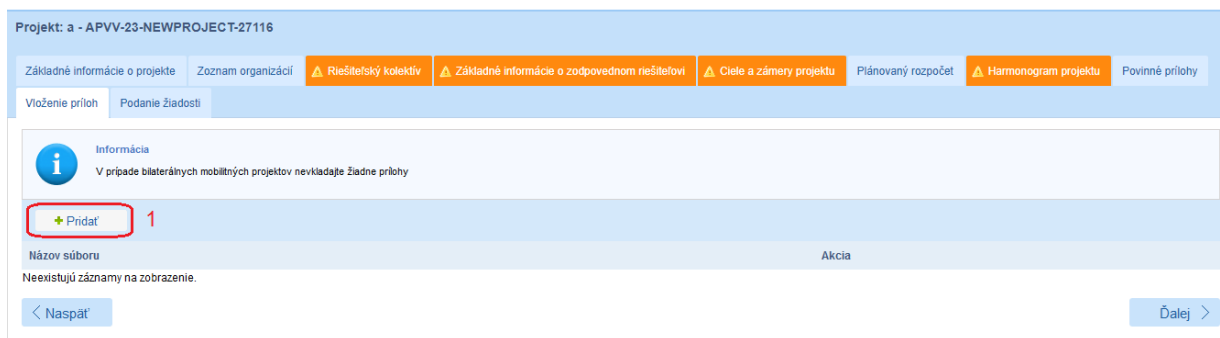 Projekt: a - APVV-23-NEWPROJECT-27116
Základné informácie o projekte Zoznam organizácií Riešiteľský kolektív Základné informácie o zodpovednom riešiteľovi Ciele a zámery projektu Plánovaný rozpočet Harmonogram projektu Povinné prílohy
Vloženie príloh Podanie žiadosti
Informácia
V prípade bilaterálnych mobilitných projektov nevkladajte žiadne prílohy
Pridať 1
Názov súboru Akcia
Neexistujú záznamy na zobrazenie.
Naspäť Ďalej